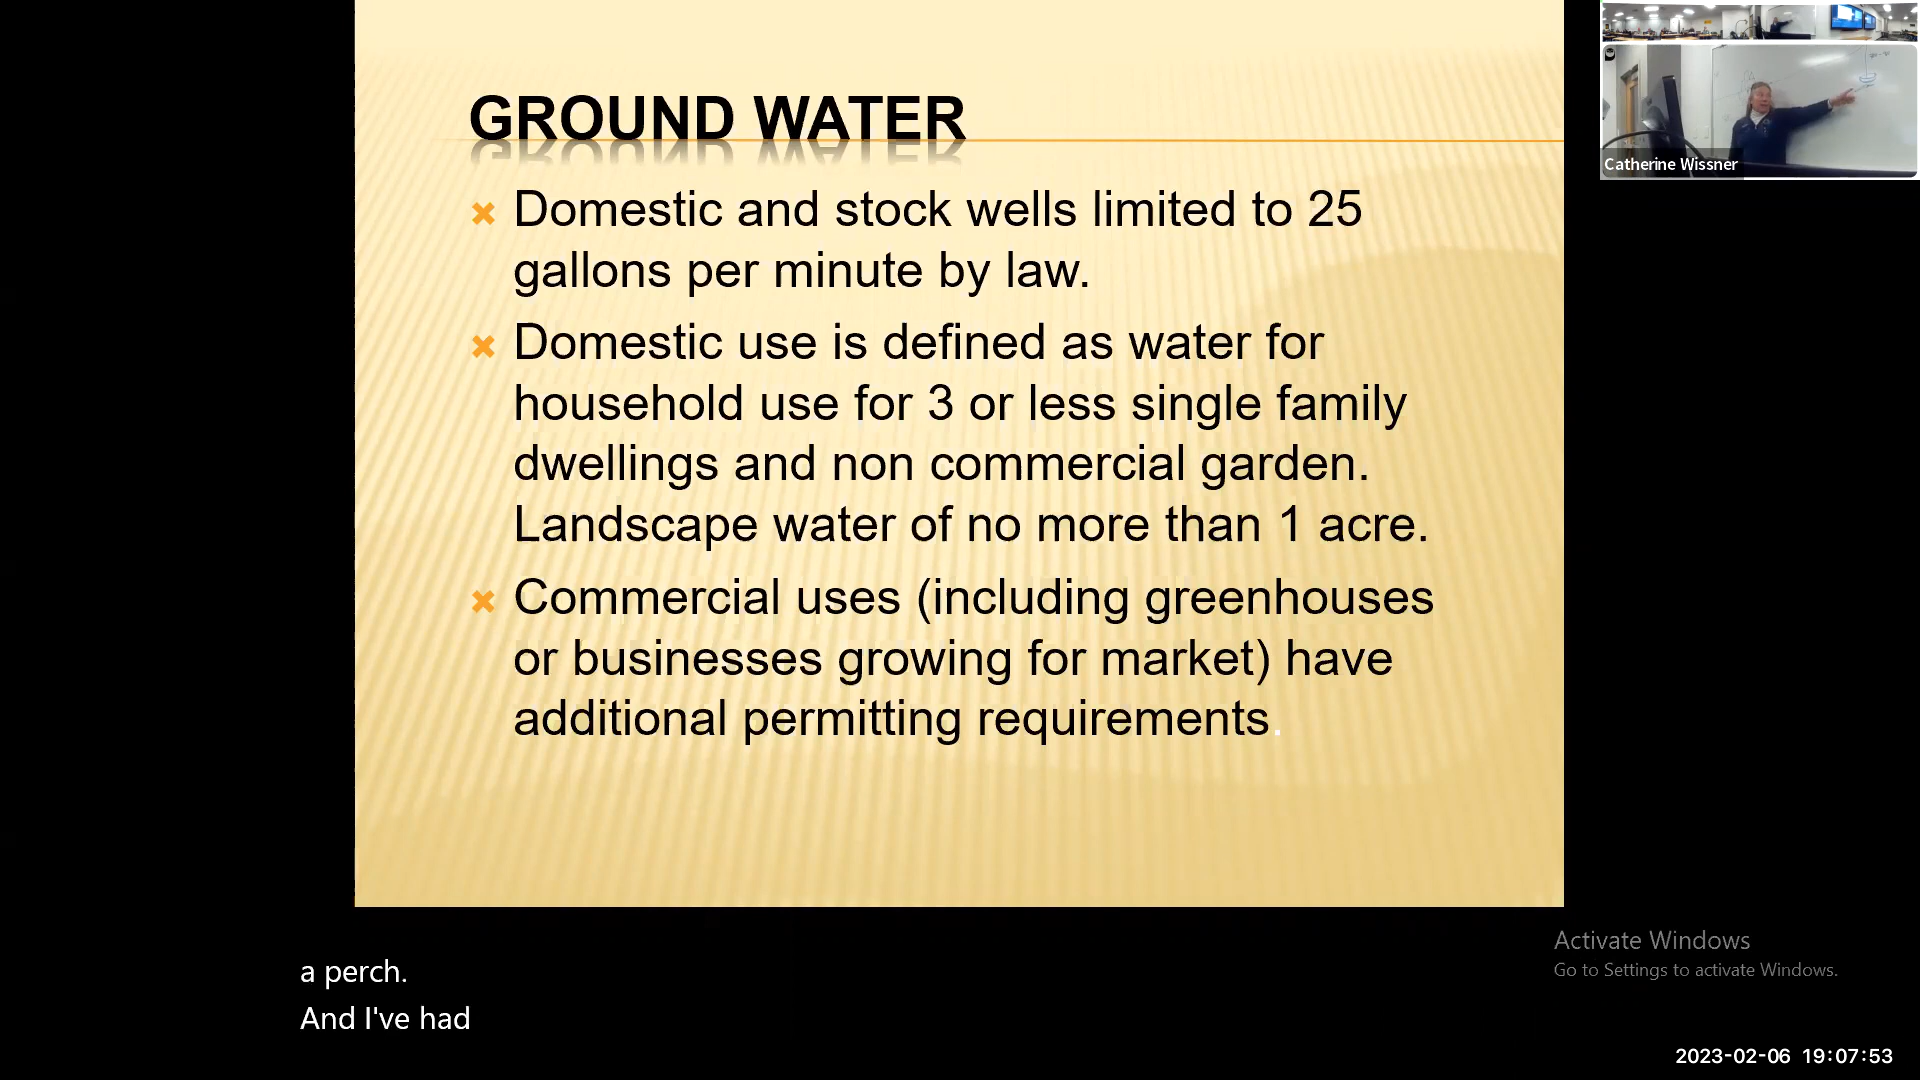 GROUND WATER
Domestic and stock wells limited to 25
gallons per minute by law.
Domestic use is defined as water for
household use for 3 or less single family
dwellings and non commercial garden.
Landscape water of no more than 1 acre.
Commercial uses (including greenhouses
or businesses growing for market) have
additional permitting requirements.
Catherine Wissner
a perch.
And I've had
Activate Windows
Go to Settings to activate Windows.
2023-02-06 19:07:53